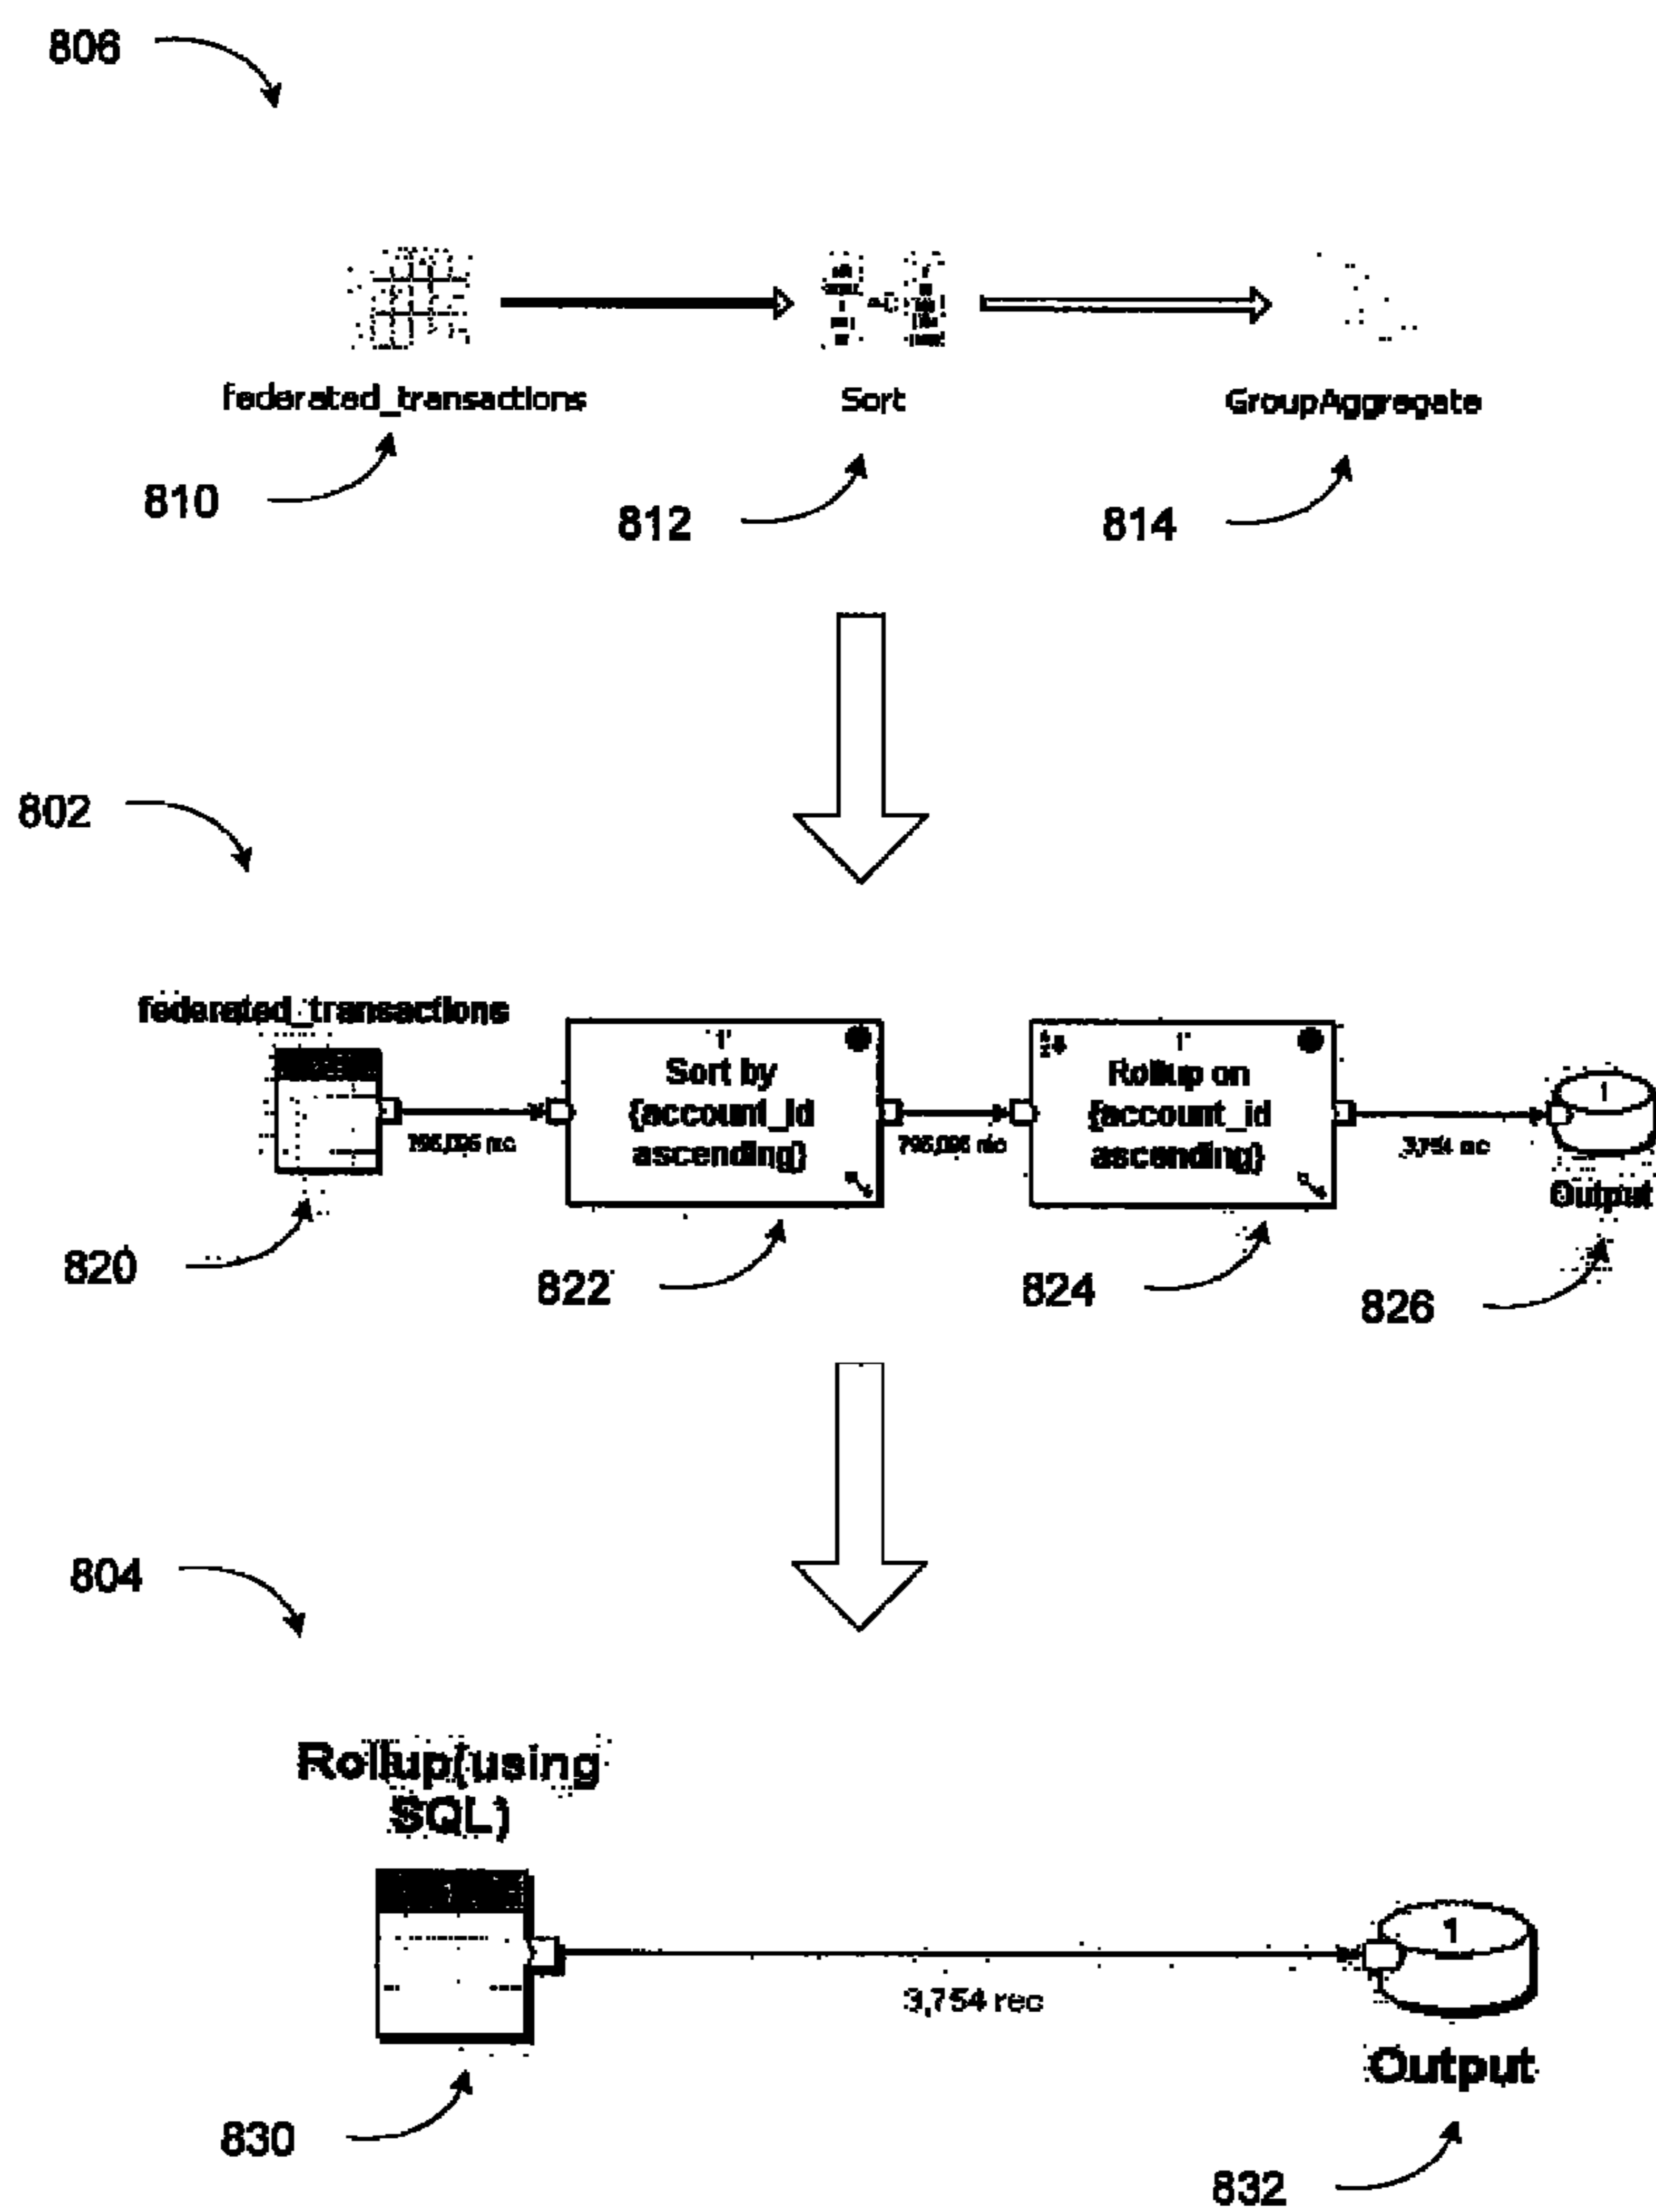 806
federated_transactions
Sort
GroupAggregate
810
812
814
802
federated_transactions
1
Sort by
{account_id
ascending}
1
Rollup on
{account_id
ascending}
1
3,754 rec
Output
820
822
824
826
804
Rollup(using
SQL)
1
3,754 rec
Output
830
832